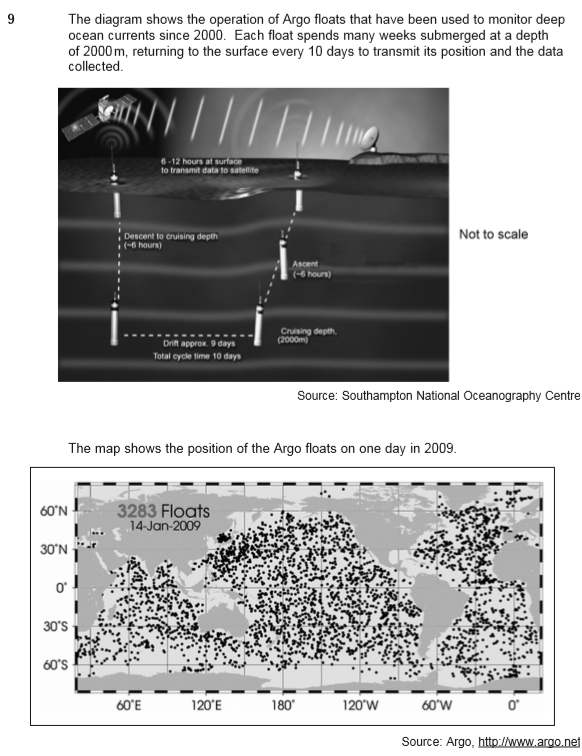 9 The diagram shows the operation of Argo floats that have been used to monitor deep
ocean currents since 2000. Each float spends many weeks submerged at a depth
of 2000 m, returning to the surface every 10 days to transmit its position and the data
collected.
6 -12 hours at surface
to transmit data to satellite
Descent to cruising depth
(~6 hours)
Not to scale
Ascent
(~6 hours)
Cruising depth,
(2000m)
Drift approx. 9 days
Total cycle time 10 days
Source: Southampton National Oceanography Centre
The map shows the position of the Argo floats on one day in 2009.
60°N
3283 Floats
14-Jan-2009
30°N
0°
30°S
60°S
60°E 120°E 180° 120°W 60°W 0°
Source: Argo, http://www.argo.net